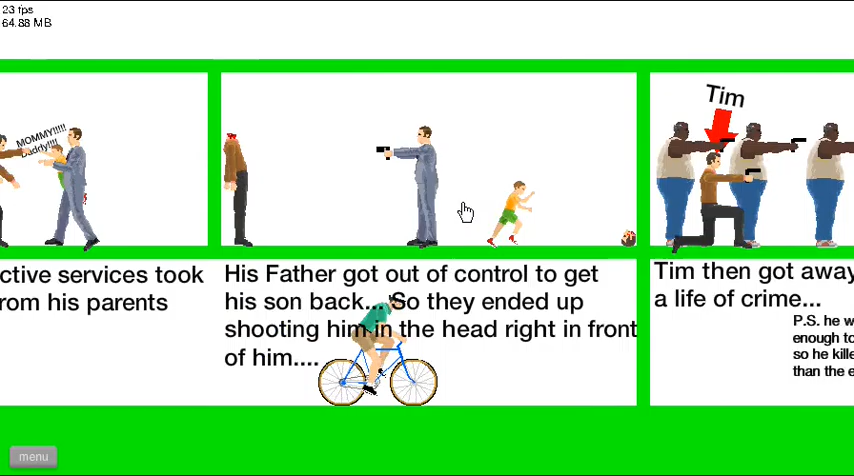 23 fps
64.88 MB
MOMMY!!!!!
Daddy!!!!
Tim
ctive services took
rom his parents
His Father got out of control to get
his son back... So they ended up
shooting him in the head right in front
of him....
Tim then got away
a life of crime...
P.S. he w
enough to
so he kille
than the e
menu